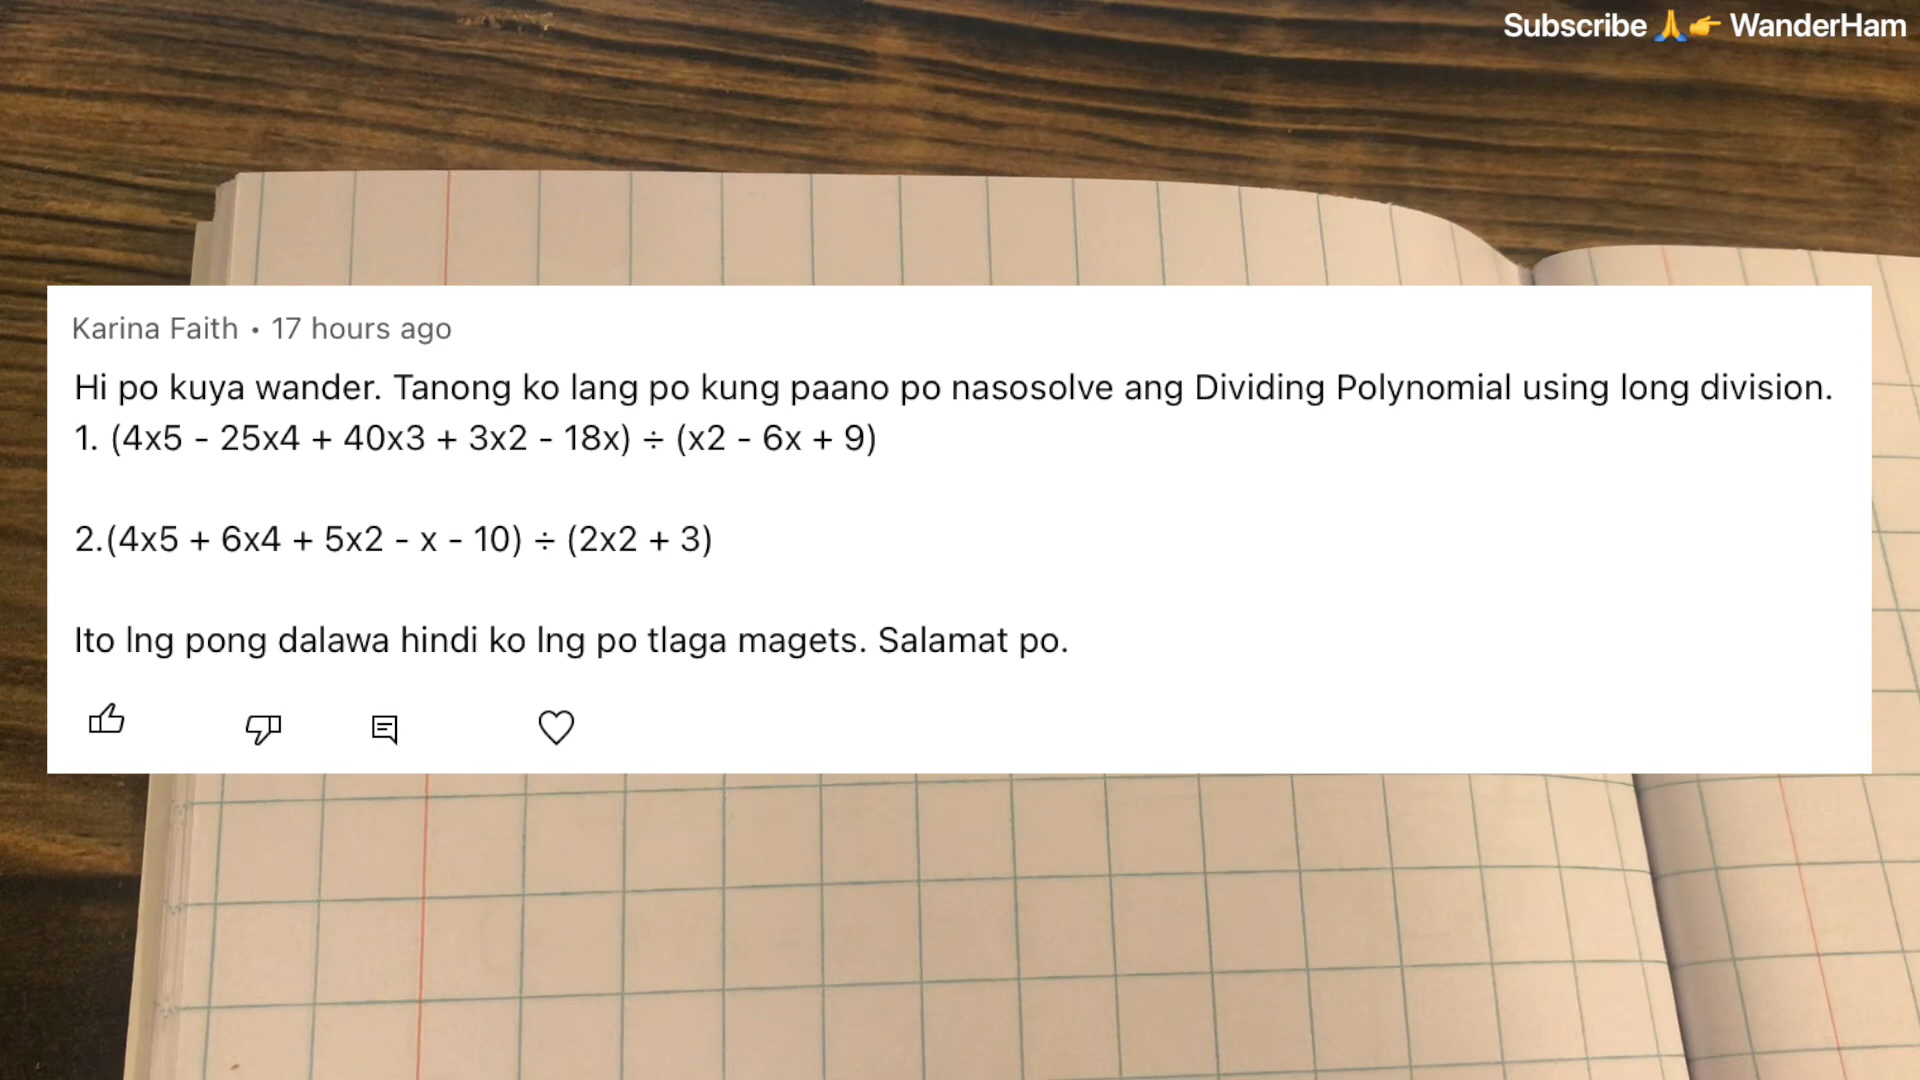 Subscribe 🙏👉 WanderHam
Karina Faith • 17 hours ago
Hi po kuya wander. Tanong ko lang po kung paano po nasosolve ang Dividing Polynomial using long division.
1. (4x5 - 25x4 + 40x3 + 3x2 - 18x) ÷ (x2 - 6x + 9)
2.(4x5 + 6x4 + 5x2 - x - 10) ÷ (2x2 + 3)
Ito lng pong dalawa hindi ko lng po tlaga magets. Salamat po.